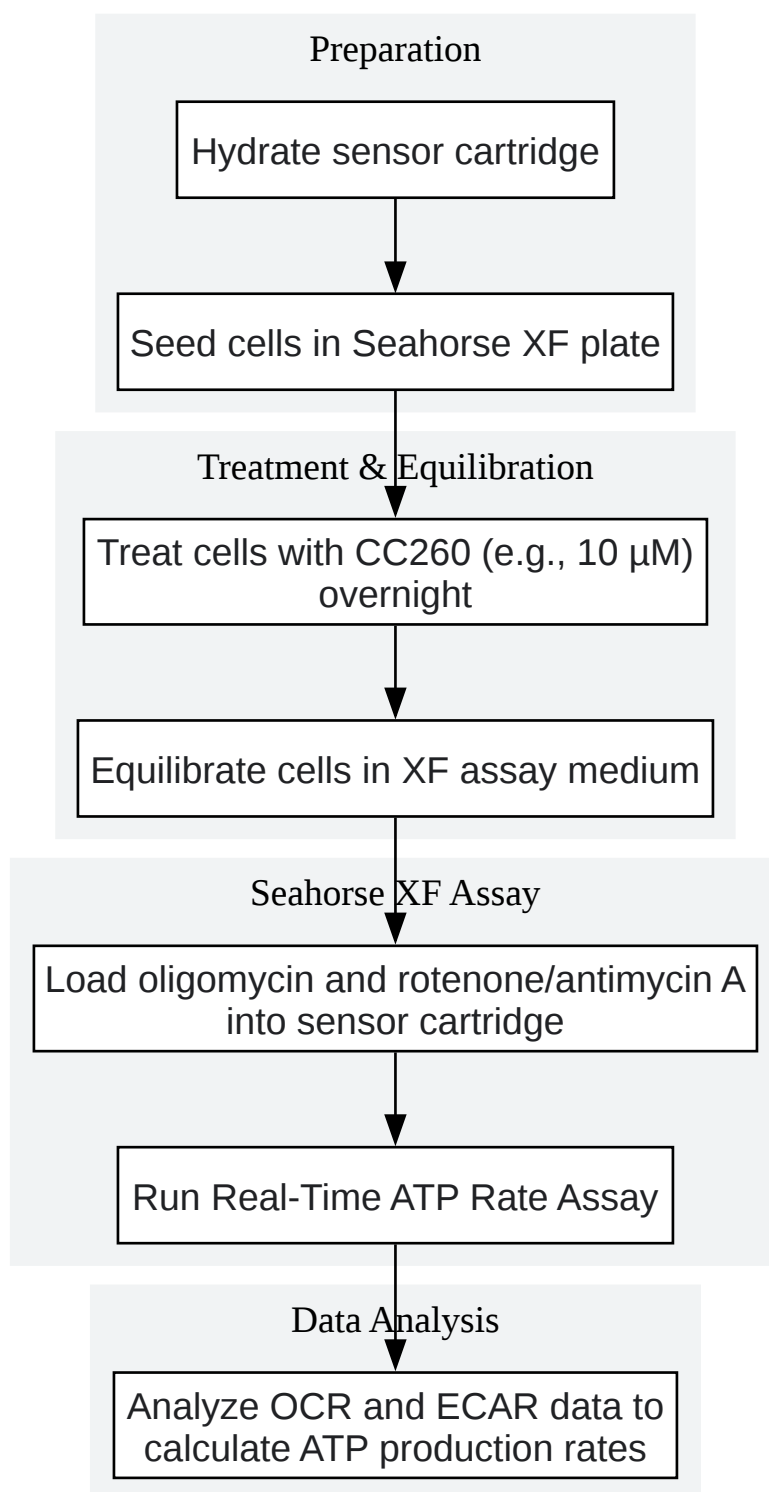 Preparation
Hydrate sensor cartridge
Seed cells in Seahorse XF plate
Treatment & Equilibration
Treat cells with CC260 (e.g., 10 µM)
overnight
Equilibrate cells in XF assay medium
Seahorse XF Assay
Load oligomycin and rotenone/antimycin A
into sensor cartridge
Run Real-Time ATP Rate Assay
Data Analysis
Analyze OCR and ECAR data to
calculate ATP production rates